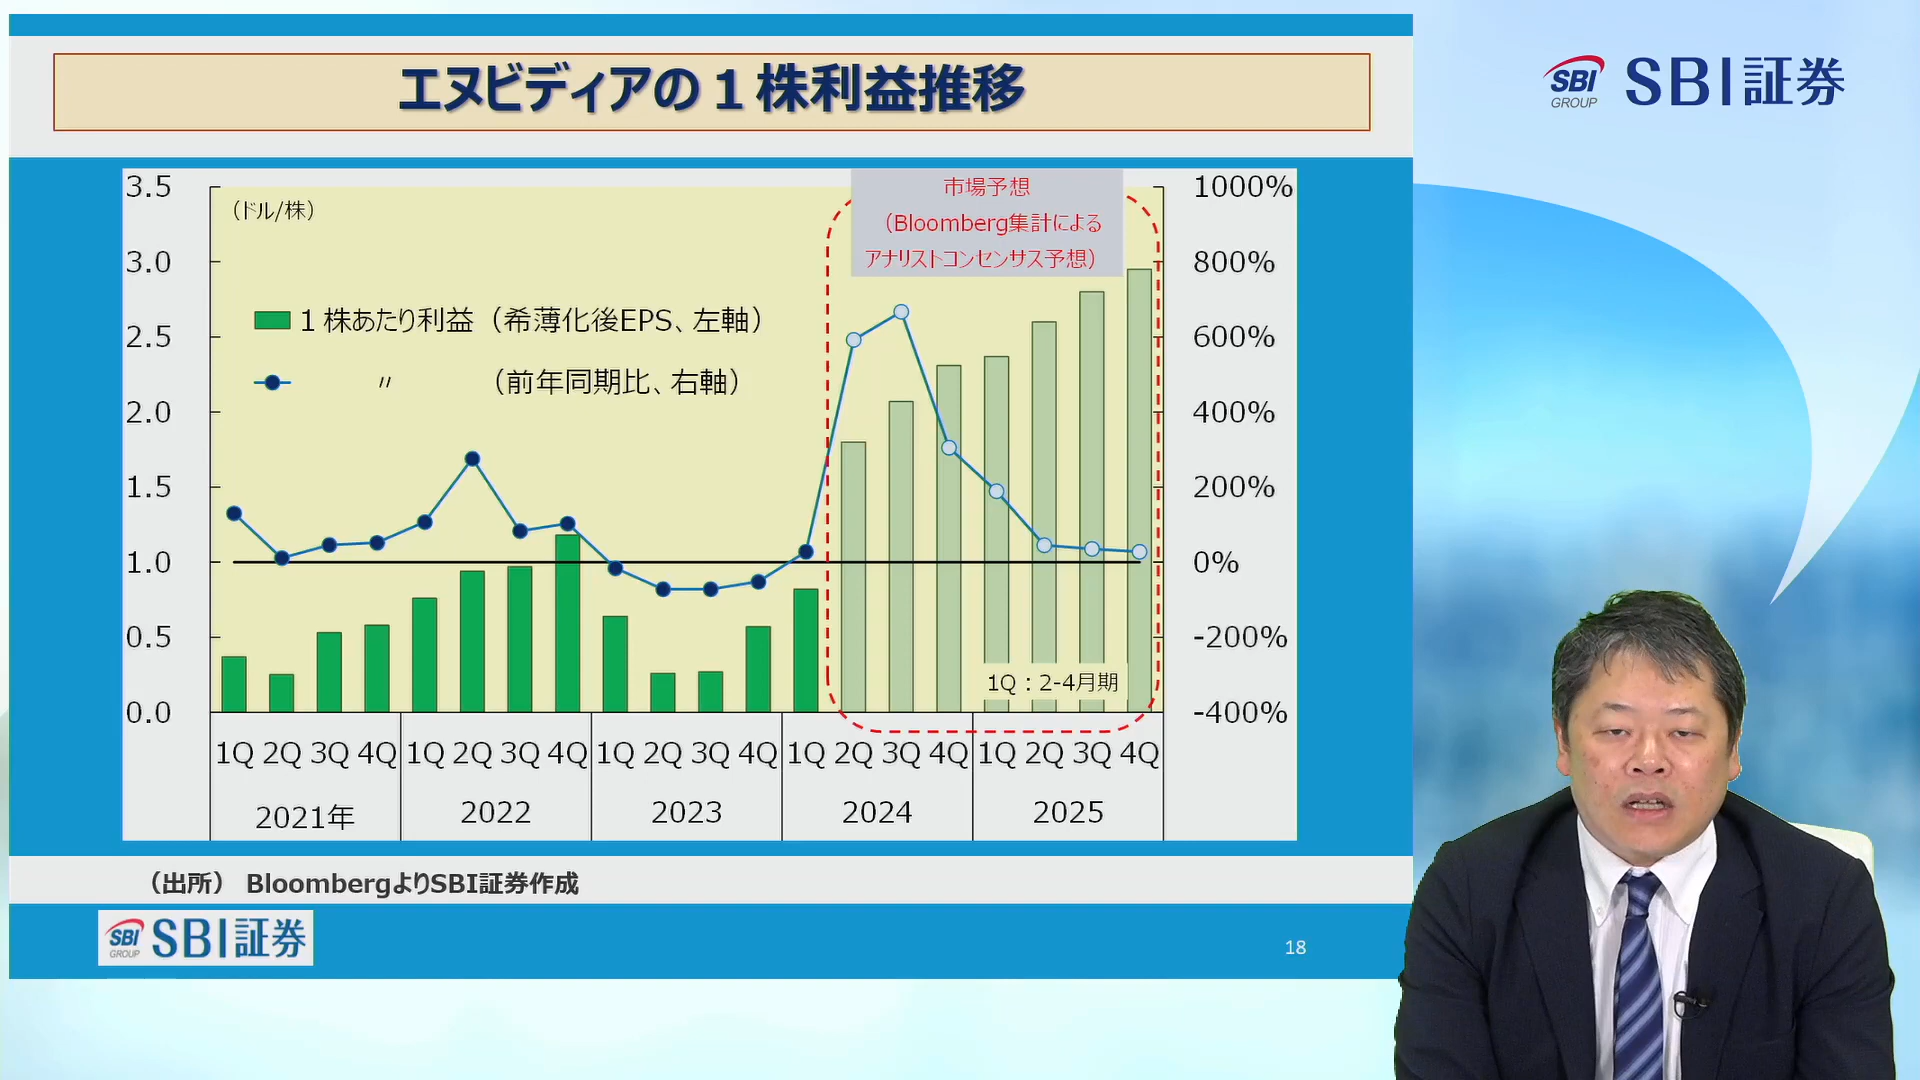 エヌビディアの１株利益推移
SBI GROUP SBI証券
3.5
3.0
2.5
2.0
1.5
1.0
0.5
0.0
（ドル/株）
１株あたり利益（希薄化後EPS、左軸）
〃 （前年同期比、右軸）
市場予想
（Bloomberg集計による
アナリストコンセンサス予想）
1000%
800%
600%
400%
200%
0%
-200%
-400%
1Q：2-4月期
1Q 2Q 3Q 4Q 1Q 2Q 3Q 4Q 1Q 2Q 3Q 4Q 1Q 2Q 3Q 4Q 1Q 2Q 3Q 4Q
2021年 2022 2023 2024 2025
（出所） BloombergよりSBI証券作成
SBI GROUP SBI証券
18